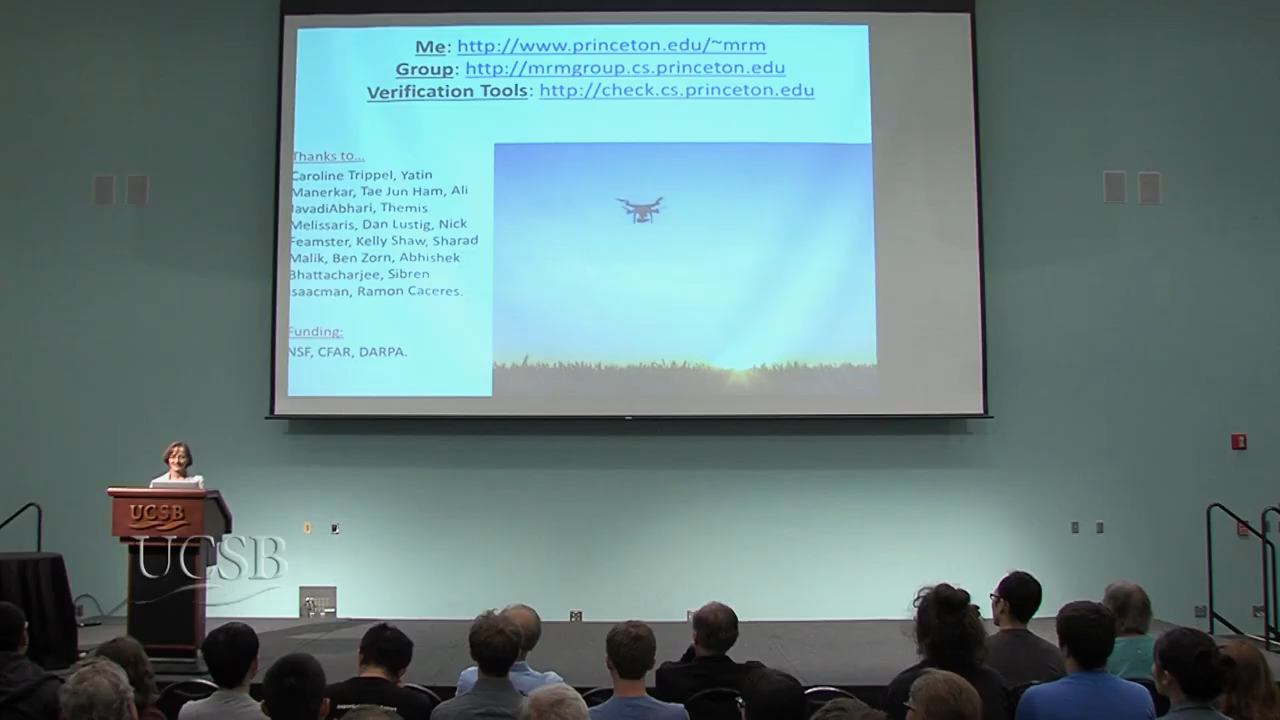 Me: http://www.princeton.edu/~mrm
Group: http://mrmgroup.cs.princeton.edu
Verification Tools: http://check.cs.princeton.edu
Thanks to...
Caroline Trippel, Yatin
Manerkar, Tae Jun Ham, Ali
JavadiAbhari, Themis
Melissaris, Dan Lustig, Nick
Feamster, Kelly Shaw, Sharad
Malik, Ben Zorn, Abhishek
Bhattacharjee, Sibren
Isaacman, Ramon Caceres.
Funding:
NSF, CFAR, DARPA.
UCSB
UCSB